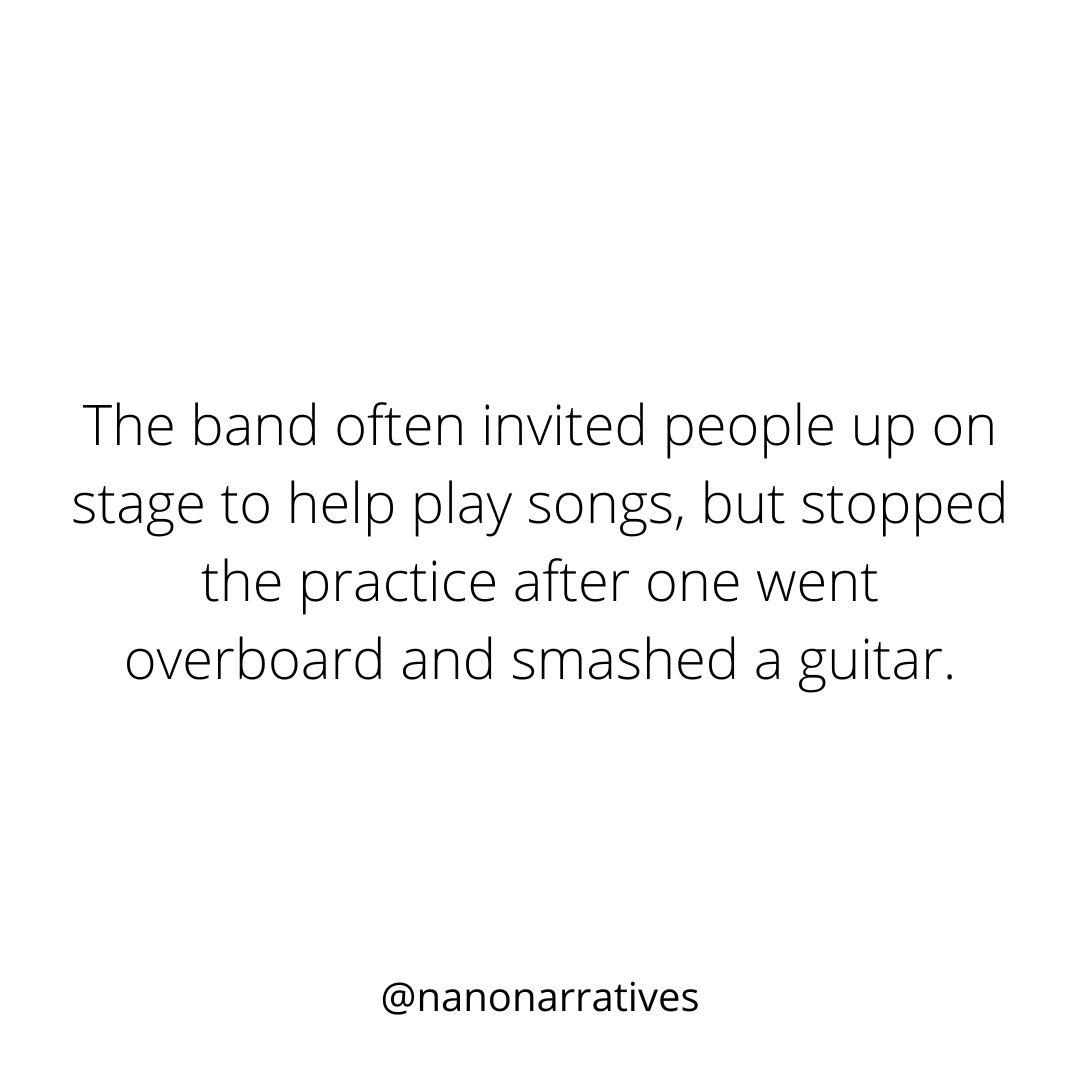 The band often invited people up on
stage to help play songs, but stopped
the practice after one went
overboard and smashed a guitar.
@nanonarratives